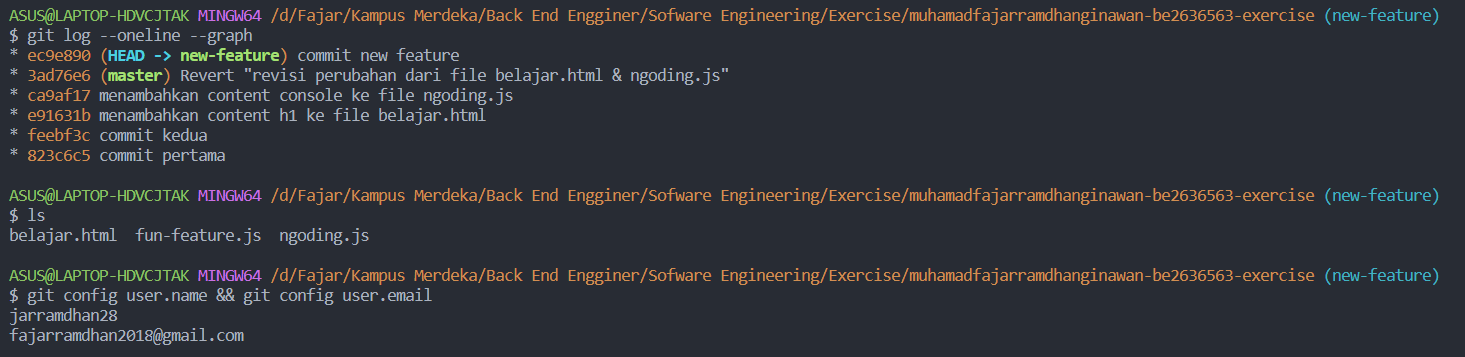 ASUS@LAPTOP-HDVCJTAK MINGW64 /d/Fajar/Kampus Merdeka/Back End Engginer/Sofware Engineering/Exercise/muhamadfajarramdhanginawan-be2636563-exercise (new-feature)
$ git log --oneline --graph
* ec9e890 (HEAD -> new-feature) commit new feature
* 3ad76e6 (master) Revert "revisi perubahan dari file belajar.html & ngoding.js"
* ca9af17 menambahkan content console ke file ngoding.js
* e91631b menambahkan content h1 ke file belajar.html
* feebf3c commit kedua
* 823c6c5 commit pertama
ASUS@LAPTOP-HDVCJTAK MINGW64 /d/Fajar/Kampus Merdeka/Back End Engginer/Sofware Engineering/Exercise/muhamadfajarramdhanginawan-be2636563-exercise (new-feature)
$ ls
belajar.html  fun-feature.js  ngoding.js
ASUS@LAPTOP-HDVCJTAK MINGW64 /d/Fajar/Kampus Merdeka/Back End Engginer/Sofware Engineering/Exercise/muhamadfajarramdhanginawan-be2636563-exercise (new-feature)
$ git config user.name && git config user.email
jarramdhan28
fajarramdhan2018@gmail.com